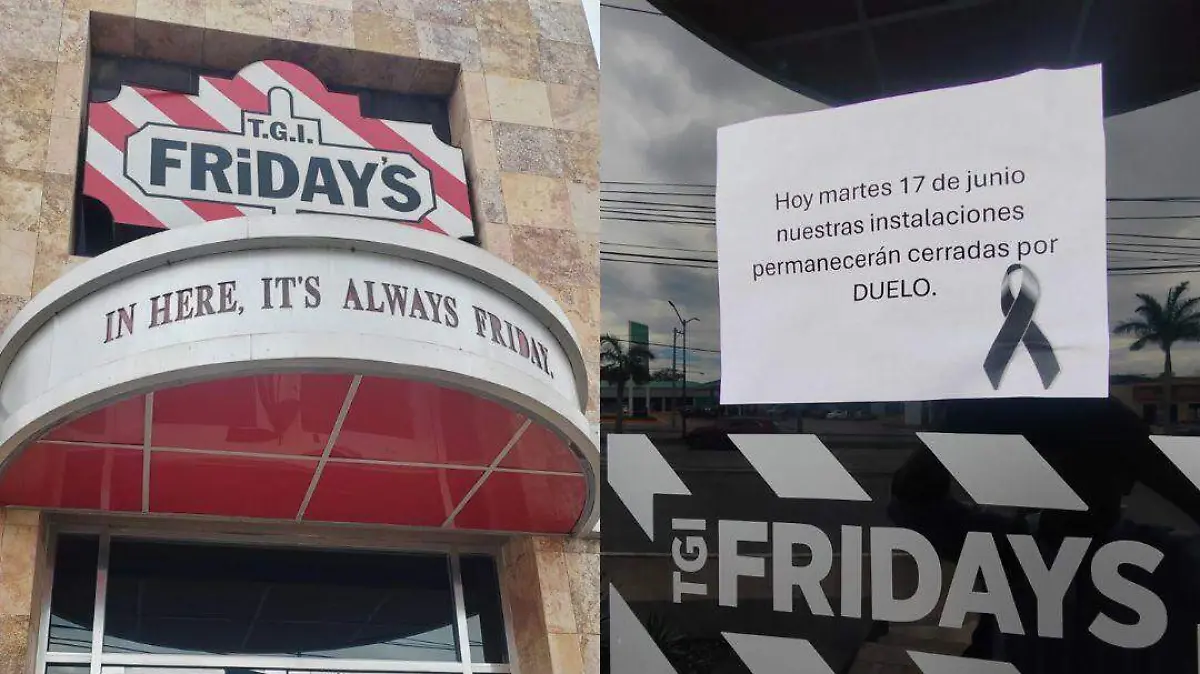 T.G.I.
FRiDAY'S
IN HERE, IT'S ALWAYS FRIDAY.
Hoy martes 17 de junio
nuestras instalaciones
permanecerán cerradas por
DUELO.
TGI
FRIDAYS